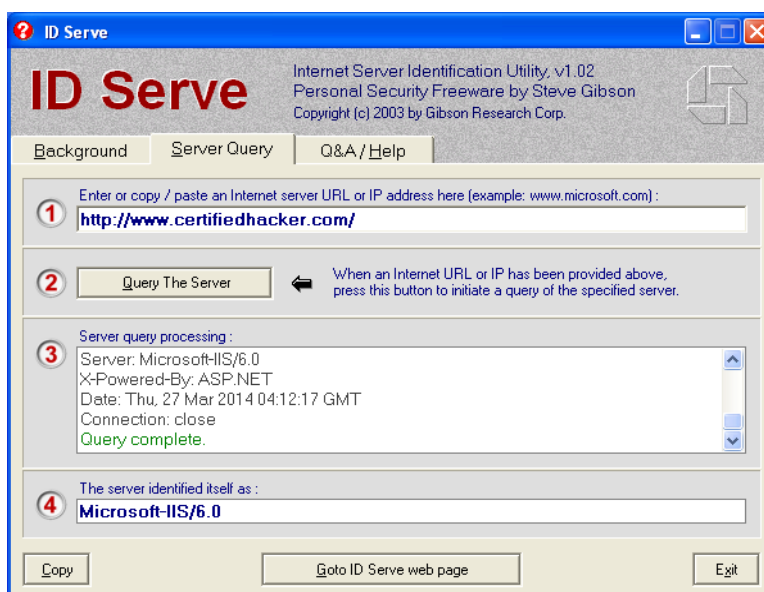 ID Serve
ID Serve
Internet Server Identification Utility, v1.02
Personal Security Freeware by Steve Gibson
Copyright (c) 2003 by Gibson Research Corp.
Background
Server Query
Q&A / Help
1
Enter or copy / paste an Internet server URL or IP address here (example: www.microsoft.com) :
http://www.certifiedhacker.com/
2
Query The Server
When an Internet URL or IP has been provided above,
press this button to initiate a query of the specified server.
3
Server query processing :
Server: Microsoft-IIS/6.0
X-Powered-By: ASP.NET
Date: Thu, 27 Mar 2014 04:12:17 GMT
Connection: close
Query complete.
4
The server identified itself as :
Microsoft-IIS/6.0
Copy
Goto ID Serve web page
Exit